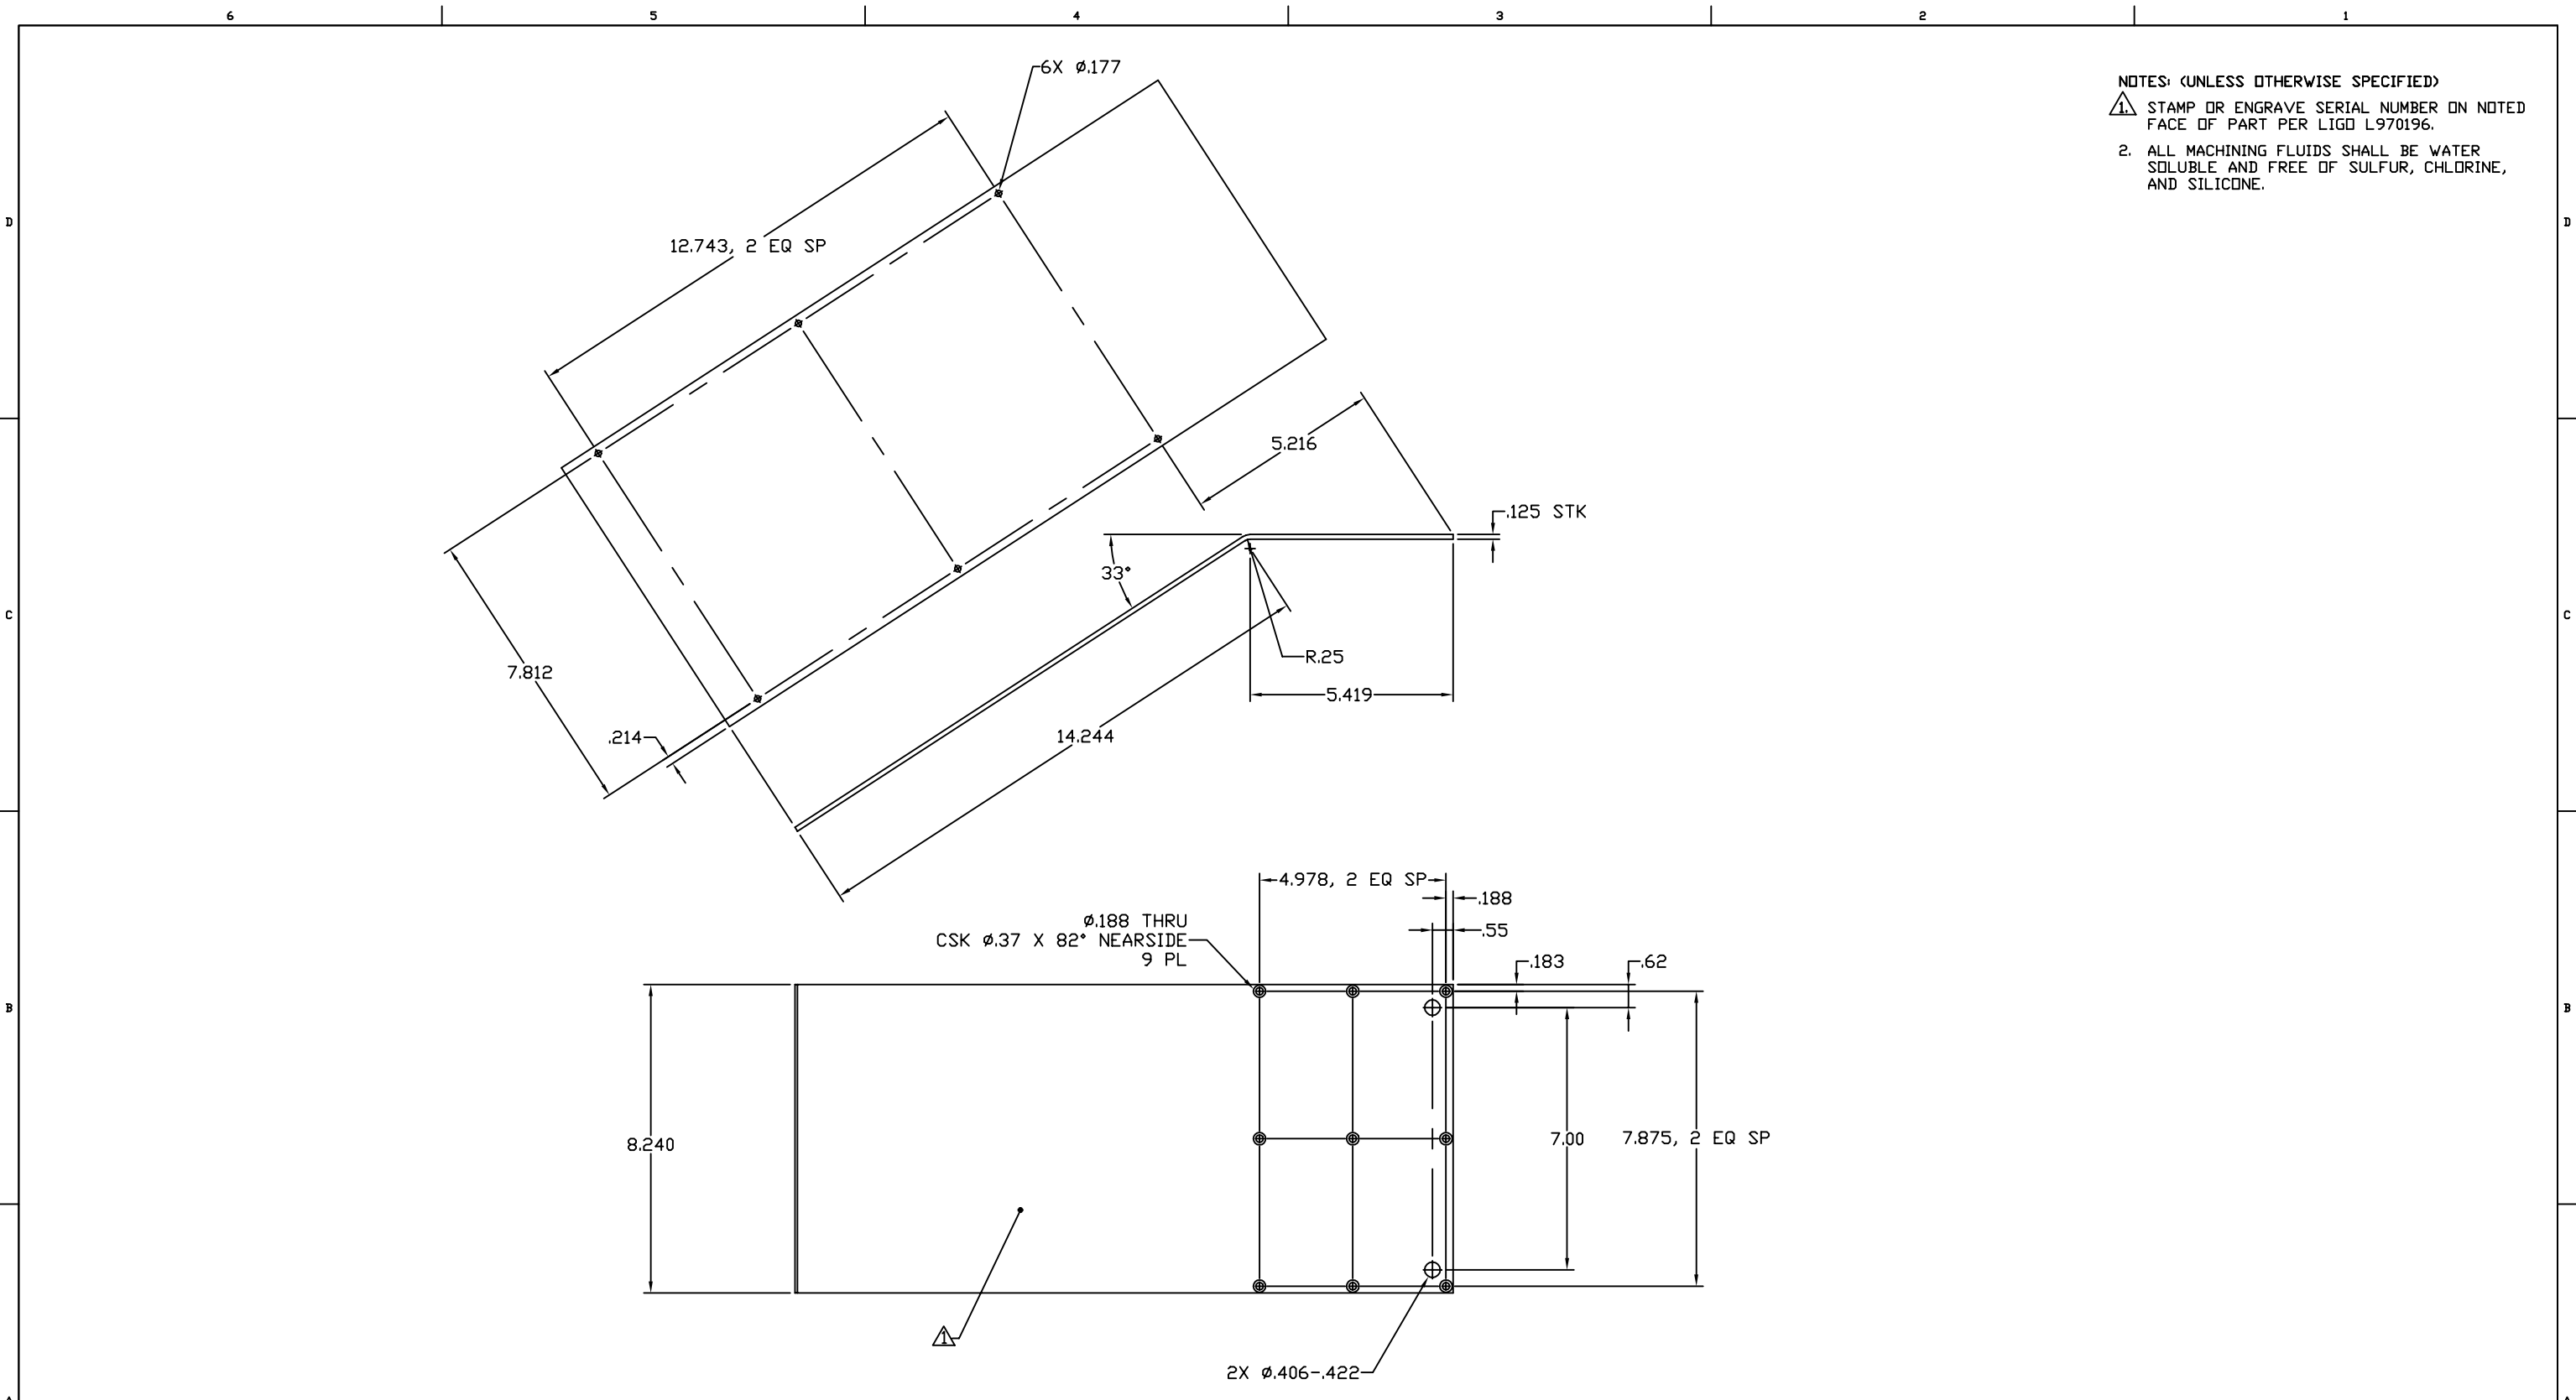 6 5 4 3 2 1
6X Ø.177
NOTES: (UNLESS OTHERWISE SPECIFIED)
1. STAMP OR ENGRAVE SERIAL NUMBER ON NOTED
FACE OF PART PER LIGO L970196.
2. ALL MACHINING FLUIDS SHALL BE WATER
SOLUBLE AND FREE OF SULFUR, CHLORINE,
AND SILICONE.
D D
12.743, 2 EQ SP
5.216
.125 STK
33°
C C
R.25
7.812
5.419
.214
14.244
4.978, 2 EQ SP
.188
Ø.188 THRU
CSK Ø.37 X 82° NEARSIDE
9 PL
.55
.183
.62
B B
8.240
7.00
7.875, 2 EQ SP
1
2X Ø.406-.422